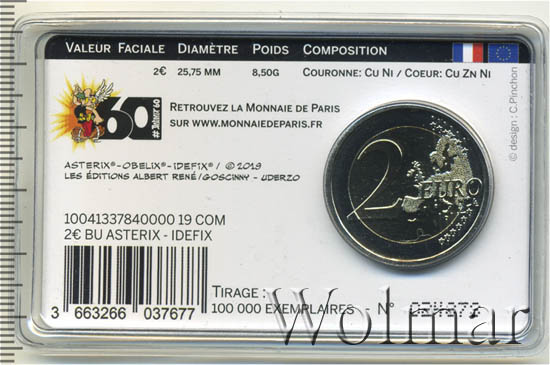 Valeur Faciale Diamètre Poids Composition
2€ 25,75 mm 8,50g Couronne: Cu Ni / Coeur: Cu Zn Ni
60
# Asterix 60
Retrouvez la Monnaie de Paris
sur www.monnaiedeparis.fr
ASTERIX®-OBELIX®-IDEFIX®/ © 2019
LES ÉDITIONS ALBERT RENÉ/GOSCINNY - UDERZO
10041337840000 19 COM
2€ BU ASTERIX - IDEFIX
3 663266 037677
Tirage :
100 000 exemplaires N°
2 EURO
© design : C.Pinchon
Wolmar